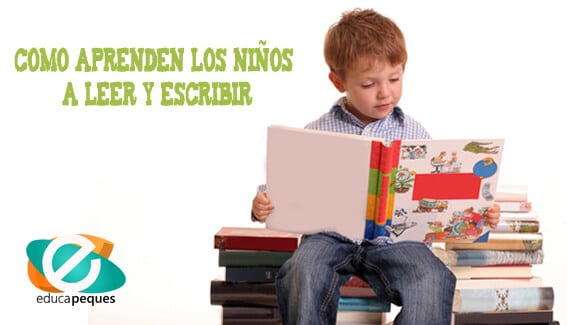 COMO APRENDEN LOS NIÑOS
A LEER Y ESCRIBIR
e
educapeques